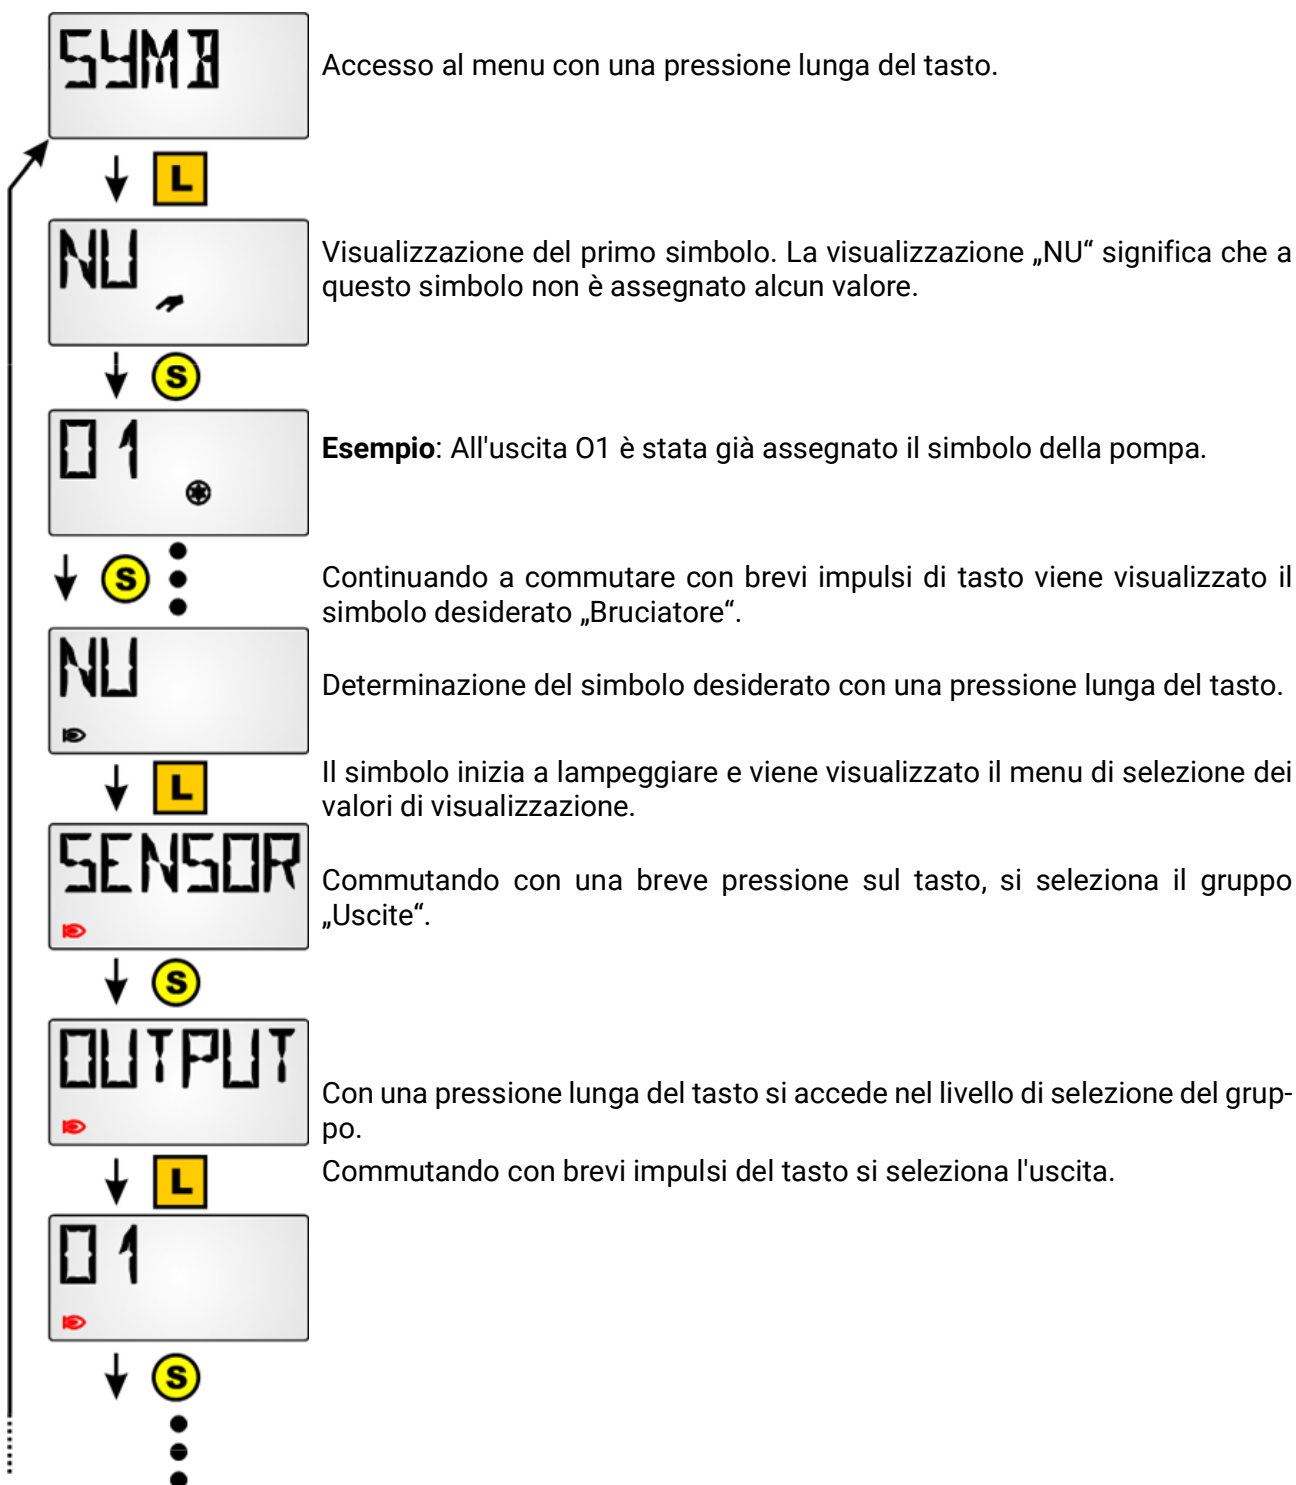 SYMB
Accesso al menu con una pressione lunga del tasto.
L
NU
Visualizzazione del primo simbolo. La visualizzazione „NU“ significa che a
questo simbolo non è assegnato alcun valore.
S
O1
Esempio: All'uscita O1 è stata già assegnato il simbolo della pompa.
S
Continuando a commutare con brevi impulsi di tasto viene visualizzato il
simbolo desiderato „Bruciatore“.
NU
Determinazione del simbolo desiderato con una pressione lunga del tasto.
L
Il simbolo inizia a lampeggiare e viene visualizzato il menu di selezione dei
valori di visualizzazione.
SENSOR
Commutando con una breve pressione sul tasto, si seleziona il gruppo
„Uscite“.
S
OUTPUT
Con una pressione lunga del tasto si accede nel livello di selezione del grup-
po.
L
Commutando con brevi impulsi del tasto si seleziona l'uscita.
O1
S